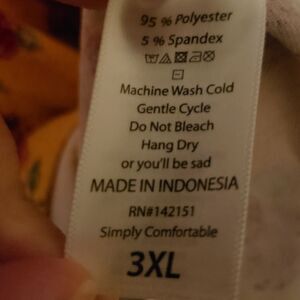 95 % Polyester
5 % Spandex
Machine Wash Cold
Gentle Cycle
Do Not Bleach
Hang Dry
or you'll be sad
MADE IN INDONESIA
RN#142151
Simply Comfortable
3XL